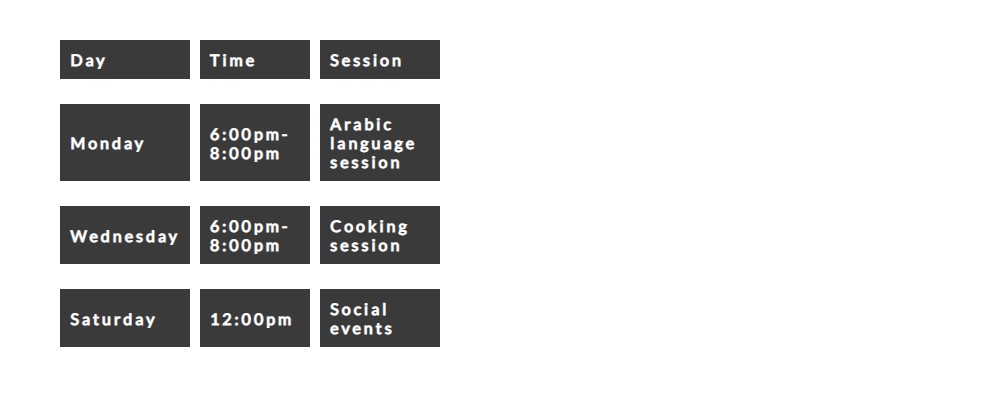 Day Time Session
Monday 6:00pm- 8:00pm Arabic language session
Wednesday 6:00pm- 8:00pm Cooking session
Saturday 12:00pm Social events